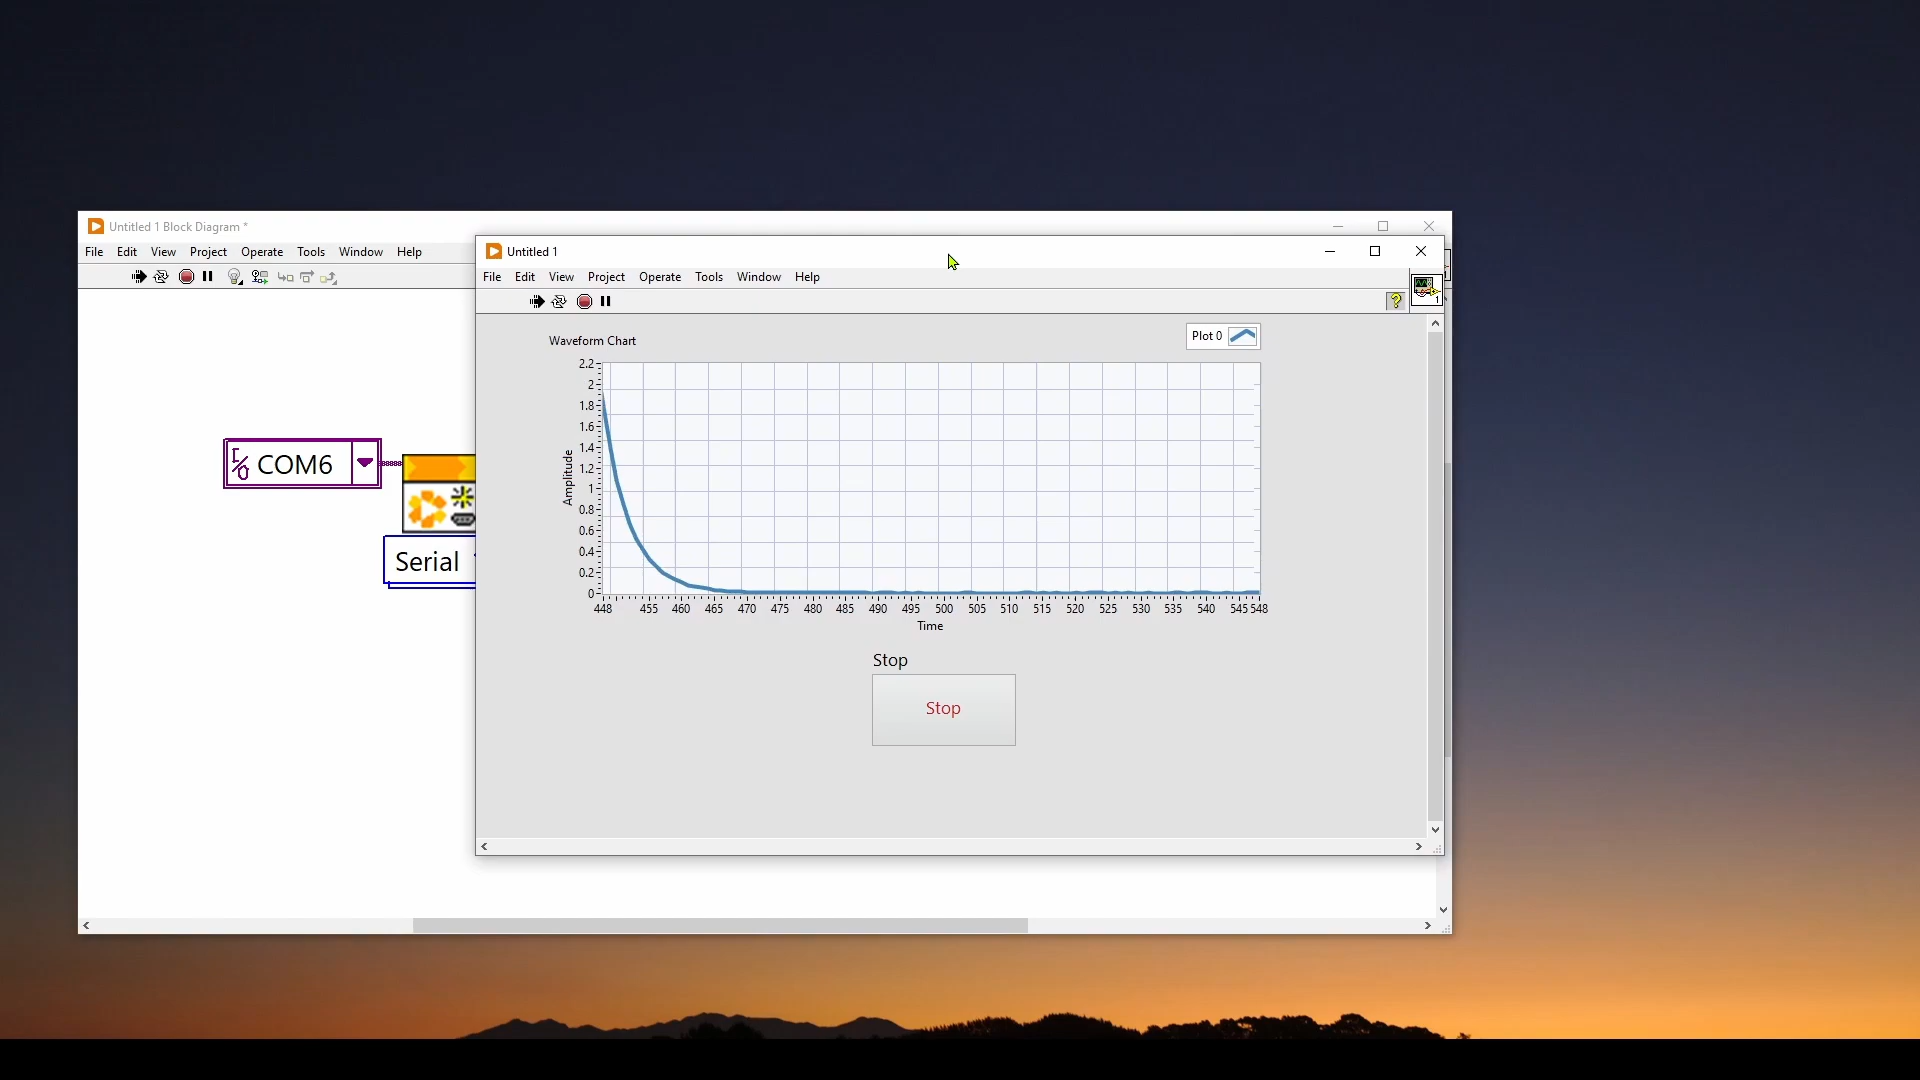 Untitled 1 Block Diagram *
File Edit View Project Operate Tools Window Help
COM6
Serial
Untitled 1
File Edit View Project Operate Tools Window Help
?
1
Waveform Chart
Plot 0
2.2
2
1.8
1.6
1.4
1.2
1
0.8
0.6
0.4
0.2
0
Amplitude
448 455 460 465 470 475 480 485 490 495 500 505 510 515 520 525 530 535 540 545 548
Time
Stop
Stop